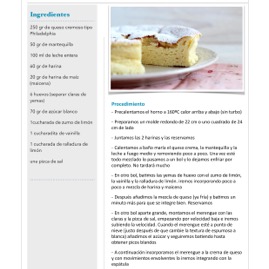 Ingredientes
250 gr de queso cremoso tipo
Philadelphia
30 gr de mantequilla
100 ml de leche entera
60 gr de harina
20 gr de harina de maíz
(maicena)
6 huevos (separar claras de
yemas)
70 gr de azúcar blanco
1cucharada de zumo de limón
1 cucharadita de vainilla
1 cucharada de ralladura de
limón
una pizca de sal
Procedimiento
- Precalentamos el horno a 160ºC calor arriba y abajo (sin turbo)
- Preparamos un molde redondo de 22 cm o uno cuadrado de 24
cm de lado
- Juntamos las 2 harinas y las reservamos
- Calentamos a baño maría el queso crema, la mantequilla y la
leche a fuego medio y removiendo poco a poco. Una vez esté
todo mezclado lo pasamos a un bol y lo dejamos enfriar por
completo. No tardará mucho
- En otro bol, batimos las yemas de huevo con el zumo de limón,
la vainilla y la ralladura de limón. Iremos incorporando poco a
poco a mezcla de harina y maicena
- Después añadimos la mezcla de queso (ya frío) y batimos un
minuto más para que se integre bien. Reservamos
- En otro bol aparte grande, montamos el merengue con las
claras y la pizca de sal, empezando por velocidad baja e iremos
subiendo la velocidad. Cuando el merengue esté a punto de
nieve (justo después de que cambie la textura de espumosa a
blanca) añadimos el azúcar y seguiremos batiendo hasta
obtener picos blandos
- A continuación incorporamos el merengue a la crema de queso
y con movimientos envolventes lo iremos integrando con la
espátula